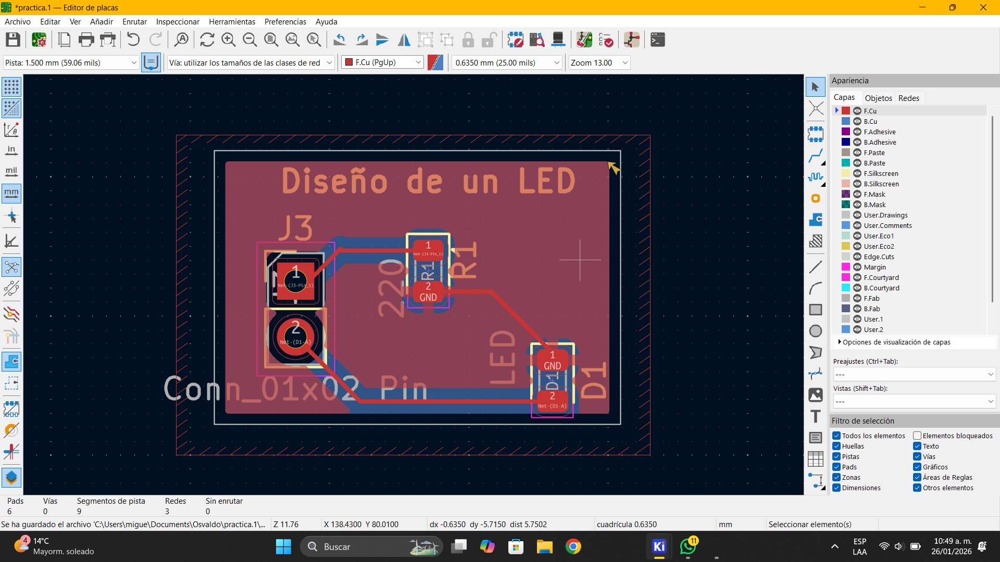 *practica.1 — Editor de placas
Archivo Editar Ver Añadir Enrutar Inspeccionar Herramientas Preferencias Ayuda
Pista: 1.500 mm (59.06 mils)
Vía: utilizar los tamaños de las clases de red
F.Cu (PgUp)
0.6350 mm (25.00 mils)
Zoom 13.00
in
mil
mm
Diseño de un LED
J3
1
Net-(J3-Pin_1)
2
Net-(D1-A)
Conn_01x02_Pin
220
1
Net-(J3-Pin_1)
R1
2
GND
R1
LED
1
GND
D1
2
Net-(D1-A)
D1
Apariencia
Capas Objetos Redes
F.Cu
B.Cu
F.Adhesive
B.Adhesive
F.Paste
B.Paste
F.Silkscreen
B.Silkscreen
F.Mask
B.Mask
User.Drawings
User.Comments
User.Eco1
User.Eco2
Edge.Cuts
Margin
F.Courtyard
B.Courtyard
F.Fab
B.Fab
User.1
User.2
Opciones de visualización de capas
Preajustes (Ctrl+Tab):
---
Vistas (Shift+Tab):
---
Filtro de selección
Todos los elementos Elementos bloqueados
Huellas Texto
Pistas Vías
Pads Gráficos
Zonas Áreas de Reglas
Dimensiones Otros elementos
Pads Vías Segmentos de pista Redes Sin enrutar
6 0 9 3 0
Se ha guardado el archivo 'C:\Users\migue\Documents\Osvaldo\practica.1\... Z 11.76 X 138.4300 Y 80.0100 dx -0.6350 dy -5.7150 dist 5.7502 cuadrícula 0.6350 mm Seleccionar elemento(s)
4
14°C
Mayorm. soleado
Buscar
Ki
11
ESP
LAA
10:49 a. m.
26/01/2026